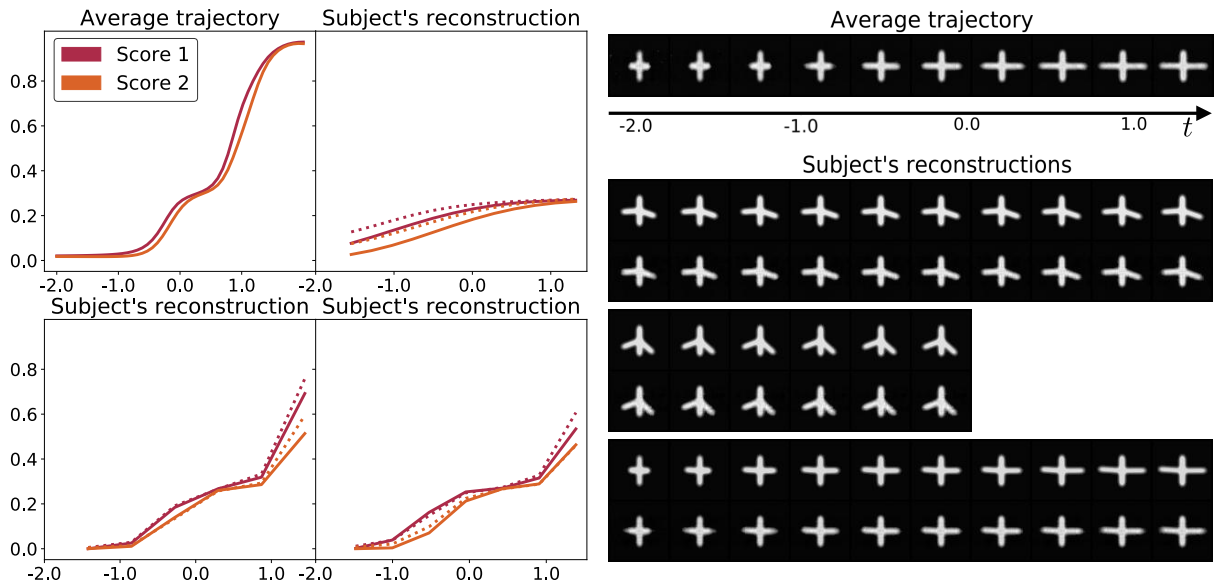 Average trajectory
Subject's reconstruction
Score 1
Score 2
0.8
0.6
0.4
0.2
0.0
-2.0 -1.0 0.0 1.0 -2.0 -1.0 0.0 1.0
Subject's reconstruction
Subject's reconstruction
0.8
0.6
0.4
0.2
0.0
-2.0 -1.0 0.0 1.0 -2.0 -1.0 0.0 1.0
Average trajectory
-2.0 -1.0 0.0 1.0 t
Subject's reconstructions